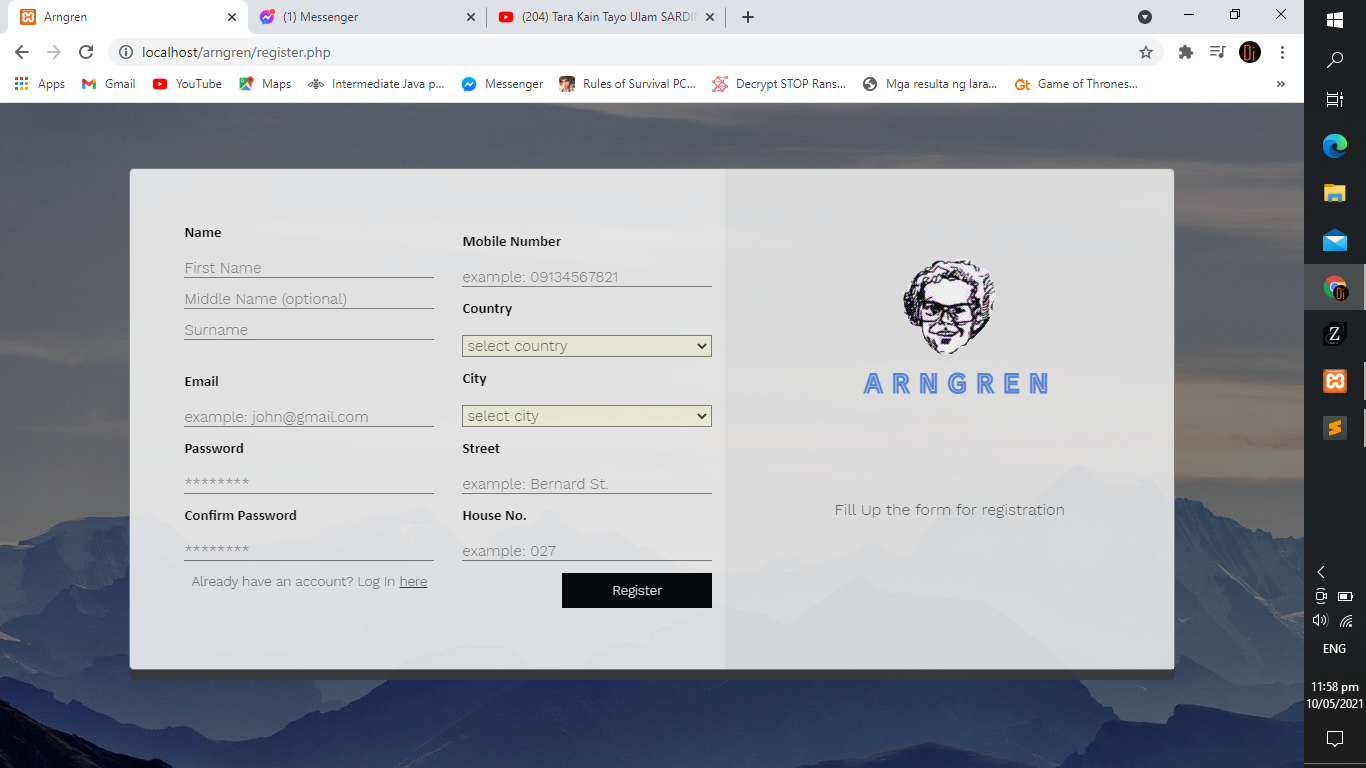 Arngren
(1) Messenger
(204) Tara Kain Tayo Ulam SARDI
localhost/arngren/register.php
Apps
Gmail
YouTube
Maps
Intermediate Java p...
Messenger
Rules of Survival PC...
Decrypt STOP Rans...
Mga resulta ng lara...
Game of Thrones...
»
Name
First Name
Middle Name (optional)
Surname
Email
example: john@gmail.com
Password
********
Confirm Password
********
Already have an account? Log In here
Mobile Number
example: 09134567821
Country
select country
City
select city
Street
example: Bernard St.
House No.
example: 027
Register
ARNGREN
Fill Up the form for registration
ENG
11:58 pm
10/05/2021